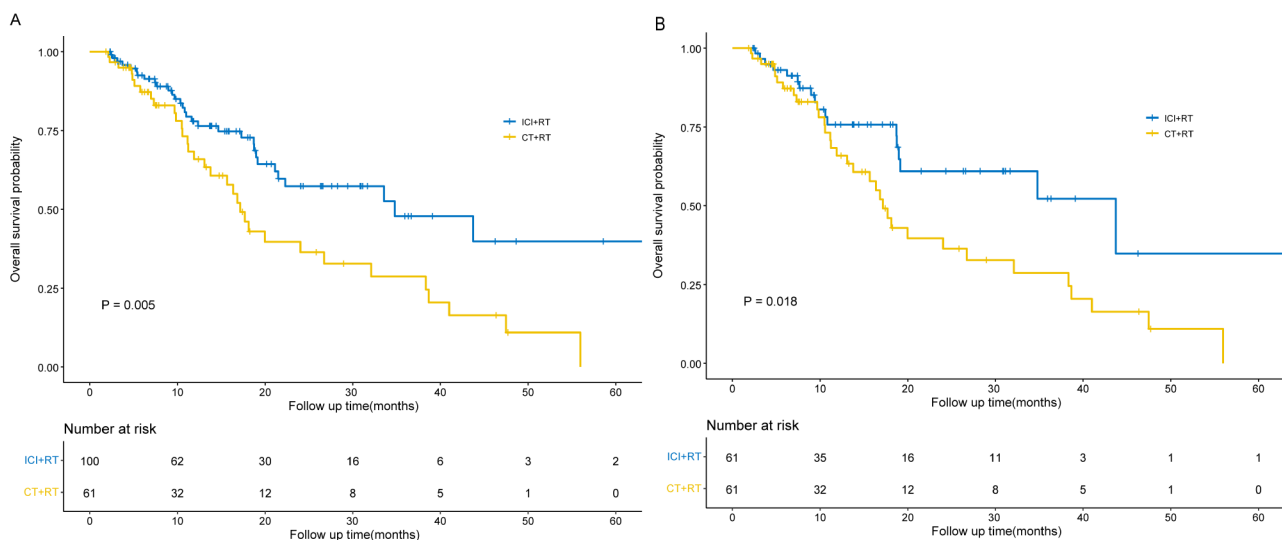 A
1.00
0.75
0.50
0.25
0.00
Overall survival probability
ICI+RT
CT+RT
P = 0.005
0 10 20 30 40 50 60
Follow up time(months)
Number at risk
ICI+RT 100 62 30 16 6 3 2
CT+RT 61 32 12 8 5 1 0
0 10 20 30 40 50 60
Follow up time(months)
B
1.00
0.75
0.50
0.25
0.00
Overall survival probability
ICI+RT
CT+RT
P = 0.018
0 10 20 30 40 50 60
Follow up time(months)
Number at risk
ICI+RT 61 35 16 11 3 1 1
CT+RT 61 32 12 8 5 1 0
0 10 20 30 40 50 60
Follow up time(months)